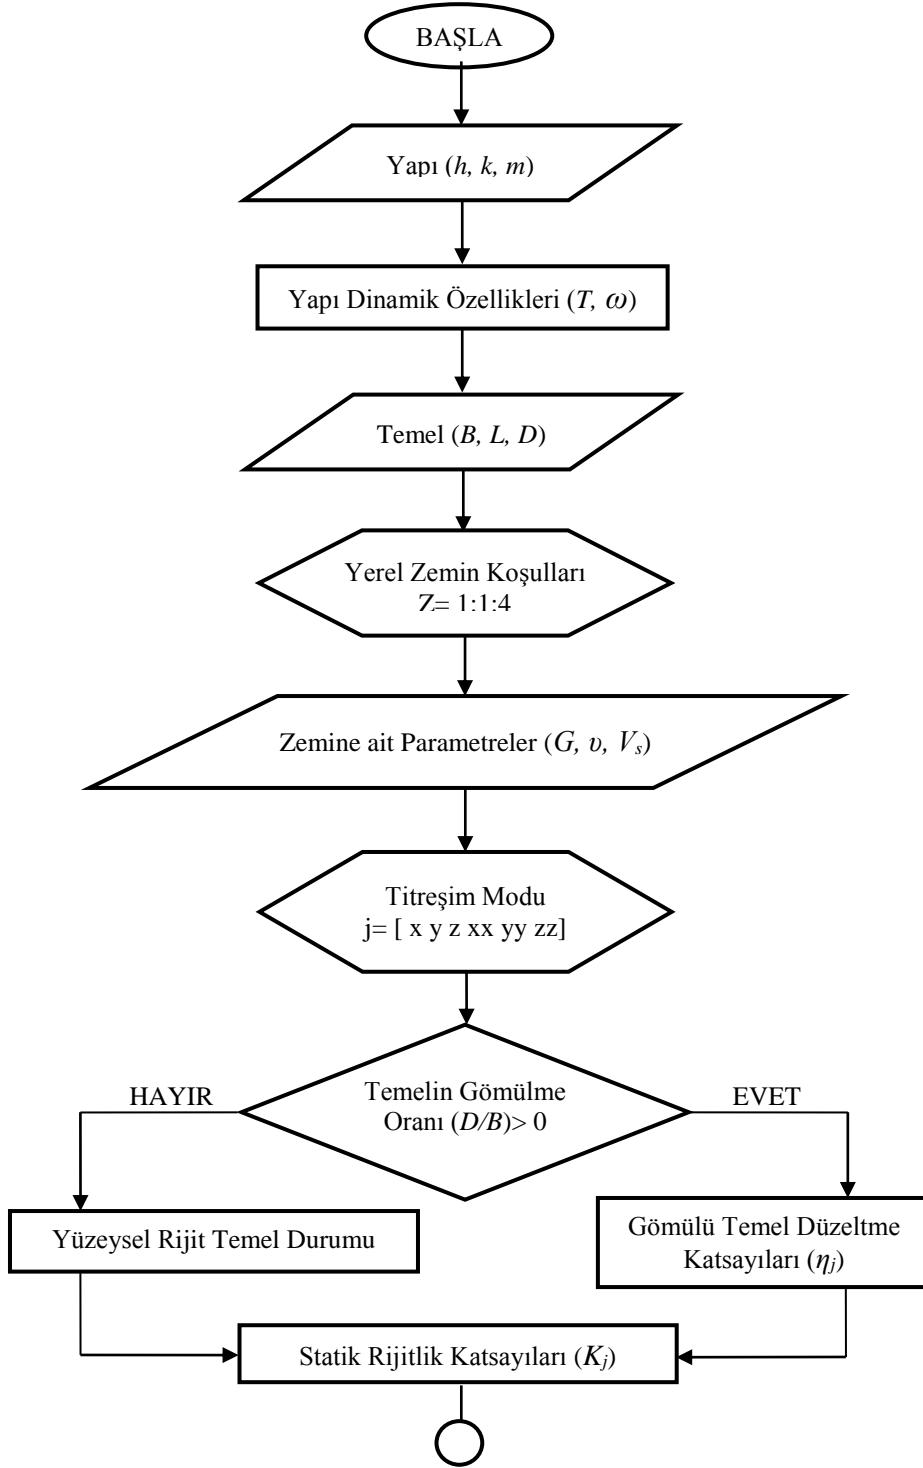 BAŞLA
Yapı (h, k, m)
Yapı Dinamik Özellikleri (T, ω)
Temel (B, L, D)
Yerel Zemin Koşulları
Z= 1:1:4
Zemine ait Parametreler (G, υ, Vs)
Titreşim Modu
j= [ x y z xx yy zz]
Temelin Gömülme
Oranı (D/B)> 0
HAYIR
EVET
Yüzeysel Rijit Temel Durumu
Gömülü Temel Düzeltme
Katsayıları (ηj)
Statik Rijitlik Katsayıları (Kj)